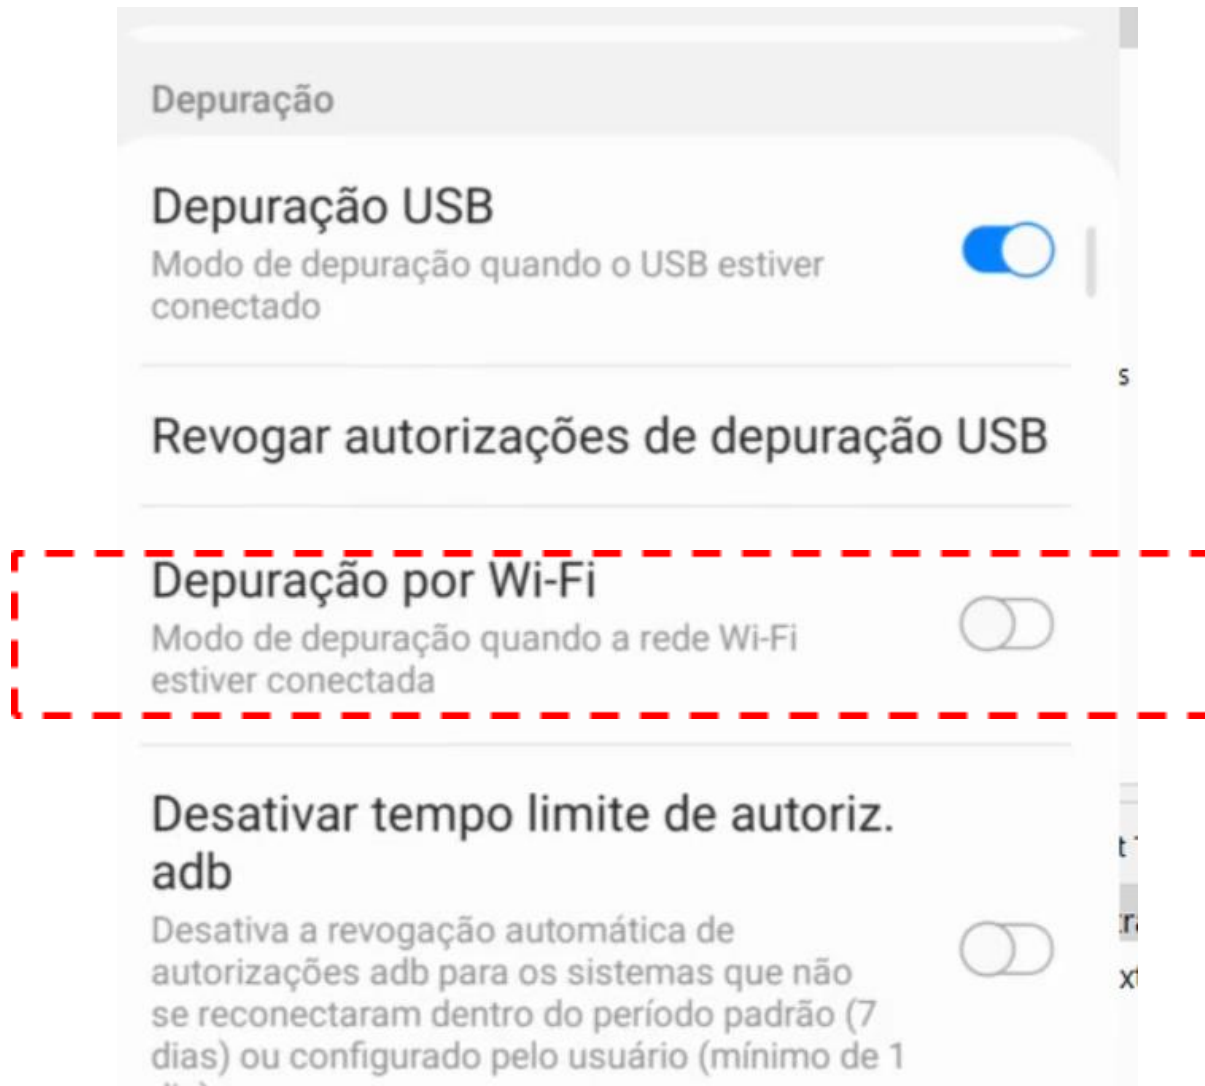 Depuração
Depuração USB
Modo de depuração quando o USB estiver
conectado
s
Revogar autorizações de depuração USB
Depuração por Wi-Fi
Modo de depuração quando a rede Wi-Fi
estiver conectada
Desativar tempo limite de autoriz.
adb
t
Desativa a revogação automática de
autorizações adb para os sistemas que não
se reconectaram dentro do período padrão (7
dias) ou configurado pelo usuário (mínimo de 1